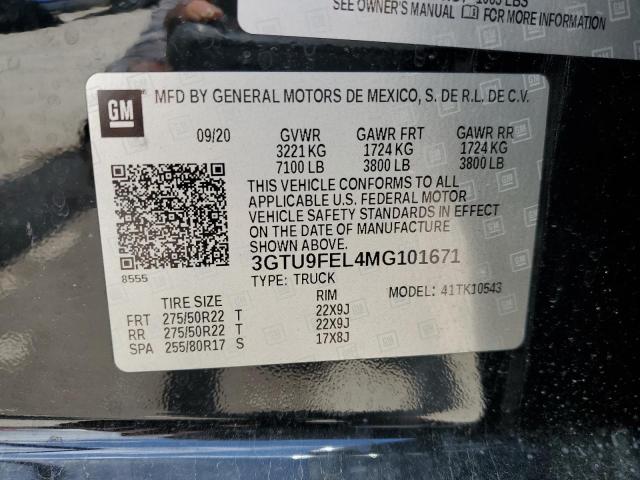 1005 LBS
SEE OWNER'S MANUAL FOR MORE INFORMATION
GM
MFD BY GENERAL MOTORS DE MEXICO, S. DE R.L. DE C.V.
09/20 GVWR GAWR FRT GAWR RR
3221 KG 1724 KG 1724 KG
7100 LB 3800 LB 3800 LB
THIS VEHICLE CONFORMS TO ALL
APPLICABLE U.S. FEDERAL MOTOR
VEHICLE SAFETY STANDARDS IN EFFECT
ON THE DATE OF MANUFACTURE
SHOWN ABOVE.
8555
3GTU9FEL4MG101671
TYPE: TRUCK MODEL: 41TK10543
TIRE SIZE RIM
FRT 275/50R22 T 22X9J
RR 275/50R22 T 22X9J
SPA 255/80R17 S 17X8J